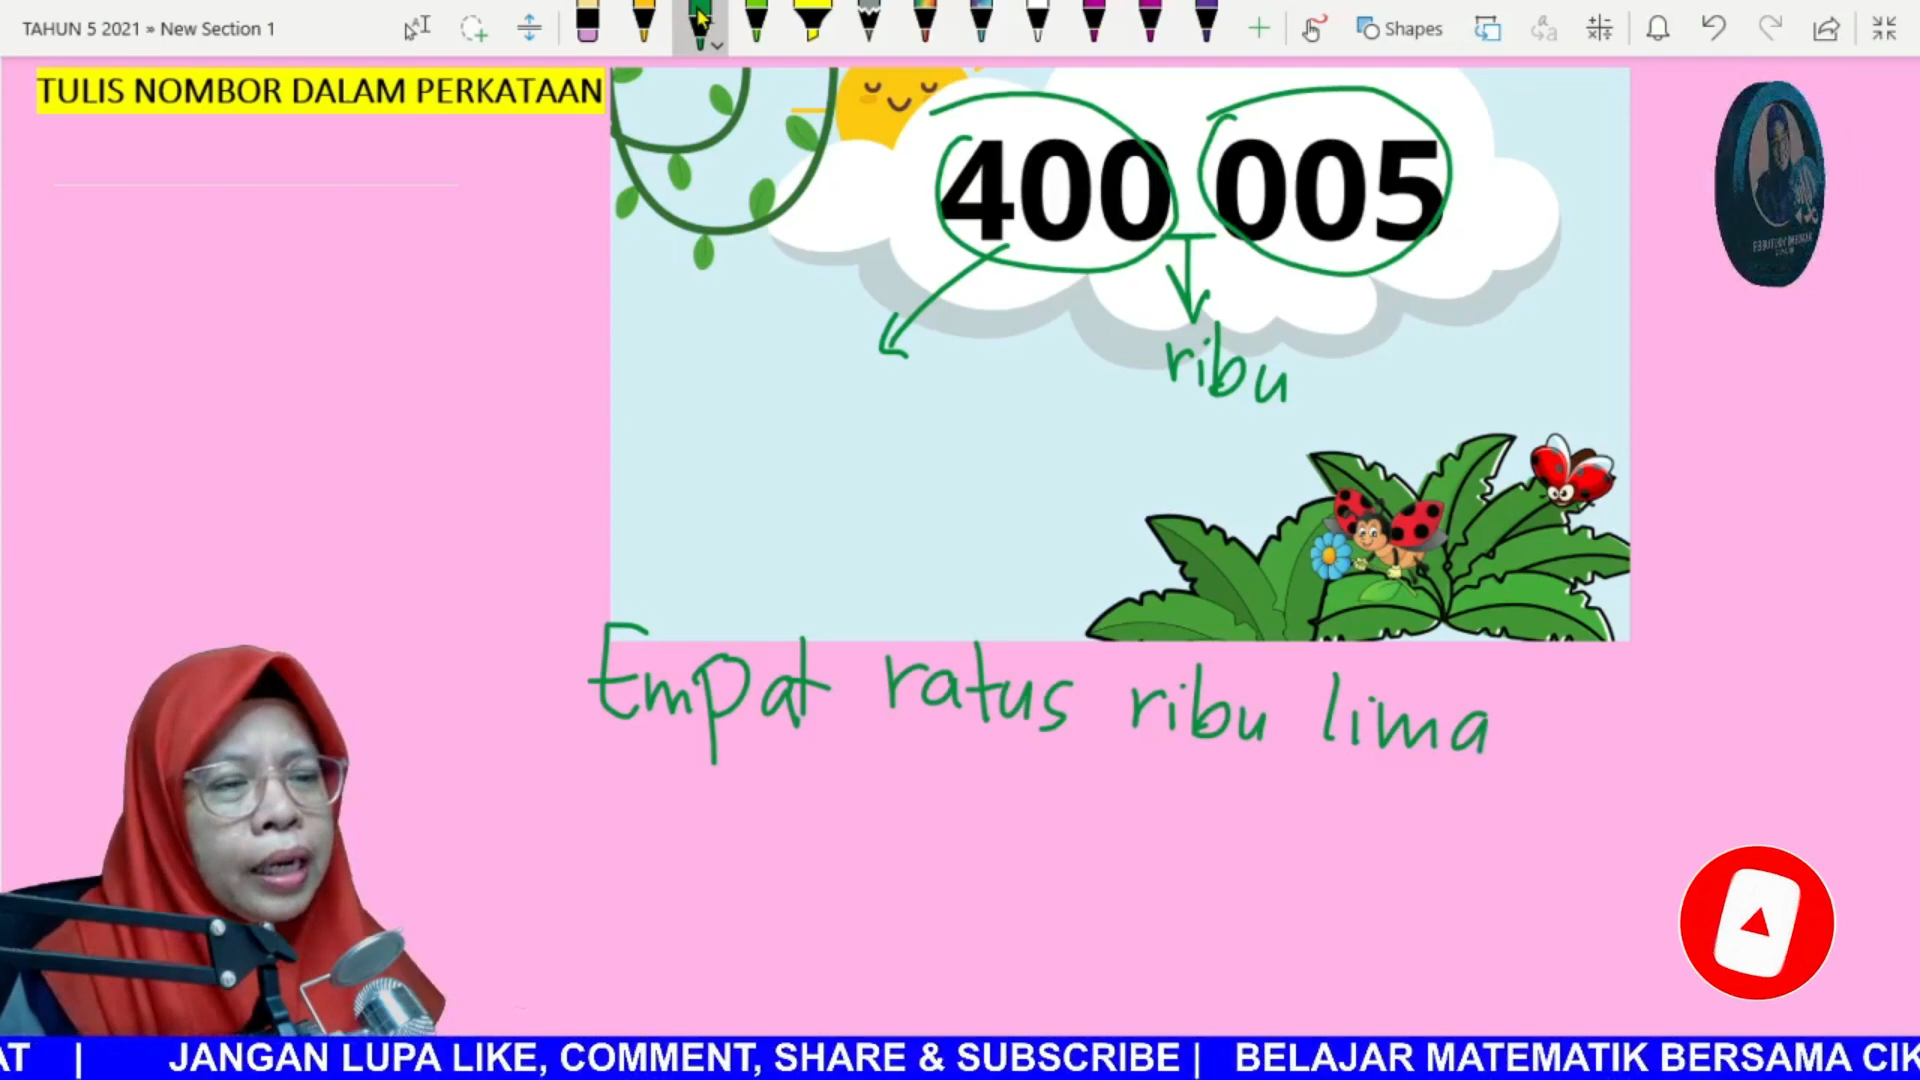 TAHUN 5 2021 » New Section 1
Shapes
TULIS NOMBOR DALAM PERKATAAN
400 005
ribu
Empat ratus ribu lima
AT | JANGAN LUPA LIKE, COMMENT, SHARE & SUBSCRIBE | BELAJAR MATEMATIK BERSAMA CIK